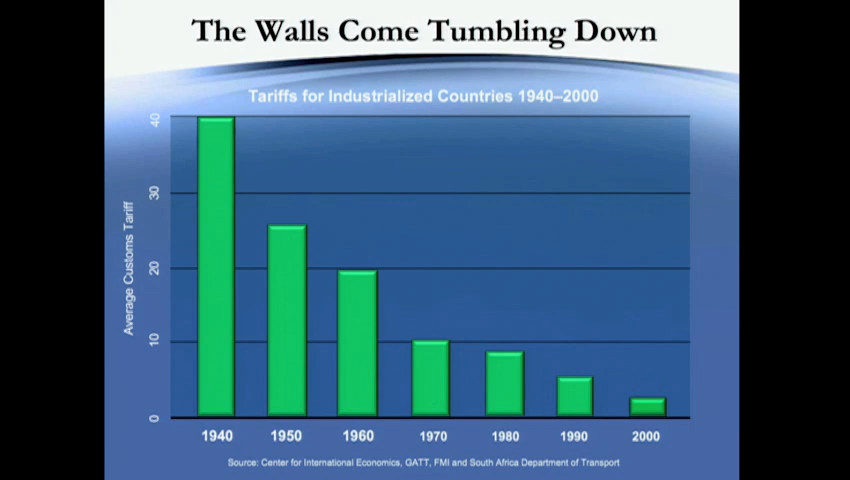 The Walls Come Tumbling Down
Tariffs for Industrialized Countries 1940–2000
Average Customs Tariff
40
30
20
10
0
1940 1950 1960 1970 1980 1990 2000
Source: Center for International Economics, GATT, FMI and South Africa Department of Transport